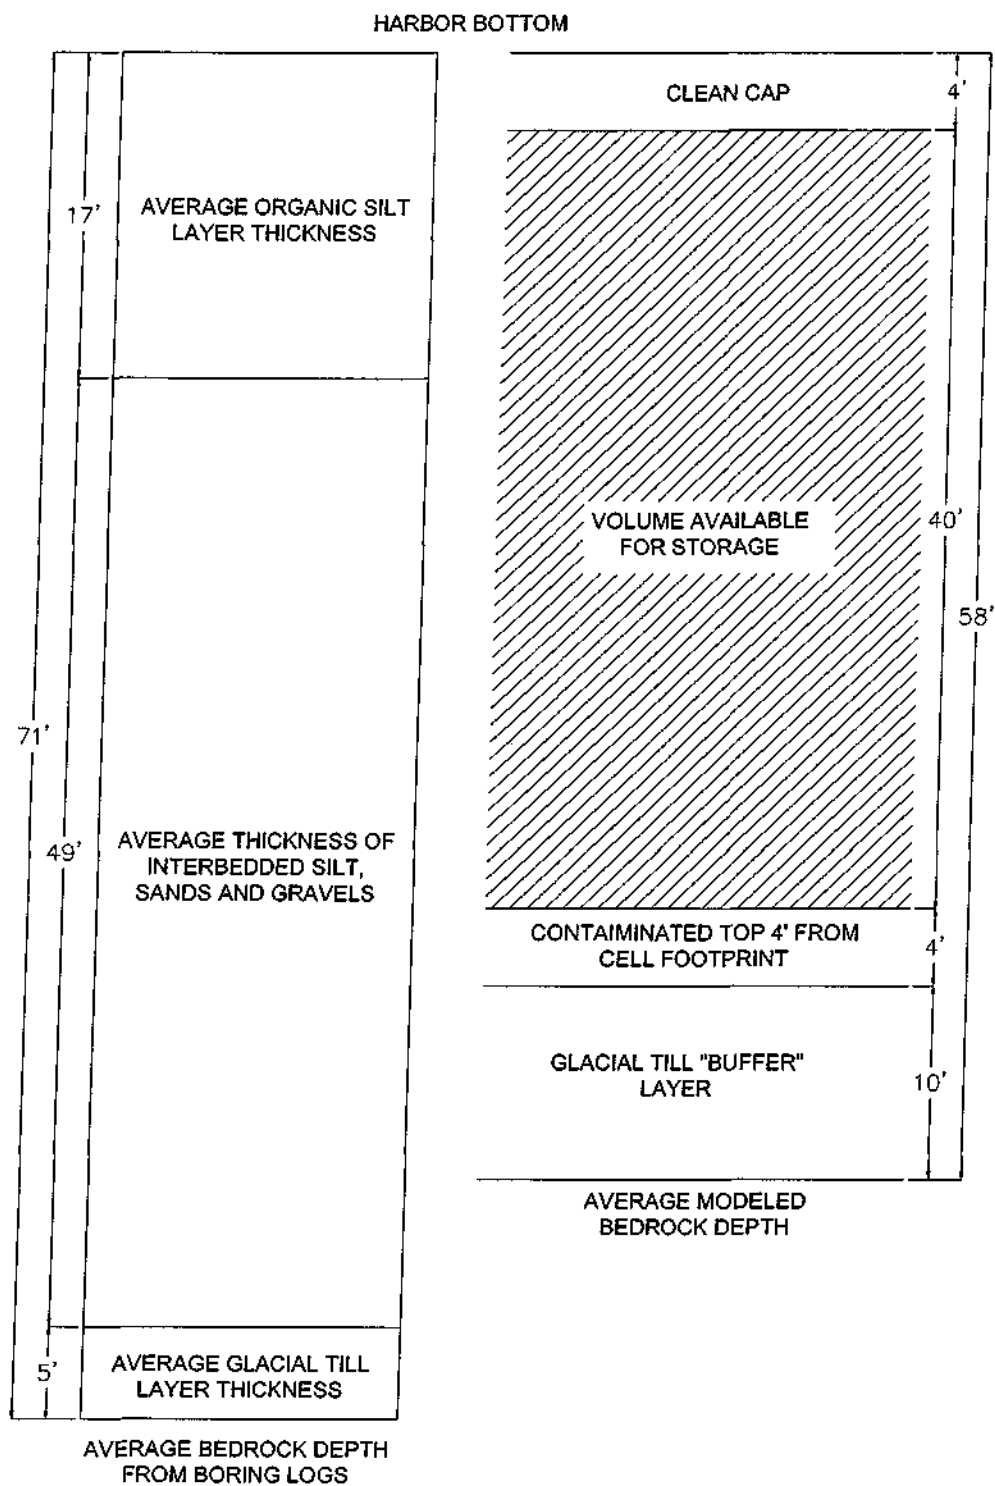 HARBOR BOTTOM
17'
AVERAGE ORGANIC SILT
LAYER THICKNESS
71'
49'
AVERAGE THICKNESS OF
INTERBEDDED SILT,
SANDS AND GRAVELS
5'
AVERAGE GLACIAL TILL
LAYER THICKNESS
AVERAGE BEDROCK DEPTH
FROM BORING LOGS
CLEAN CAP
4'
VOLUME AVAILABLE
FOR STORAGE
40'
58'
CONTAIMINATED TOP 4' FROM
CELL FOOTPRINT
4'
GLACIAL TILL "BUFFER"
LAYER
10'
AVERAGE MODELED
BEDROCK DEPTH